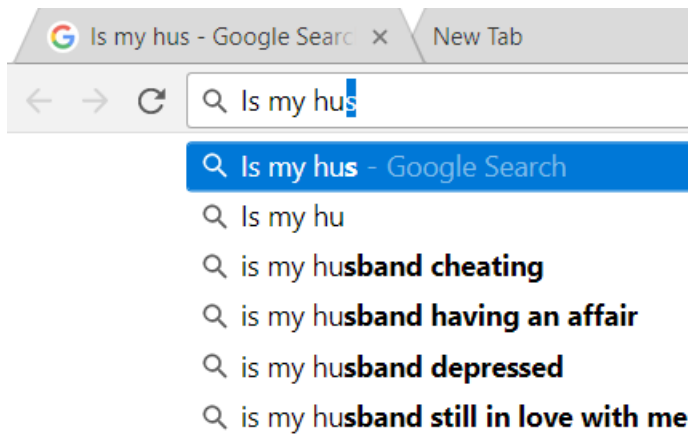 Is my hus - Google Searc
New Tab
Is my hus
Is my hus - Google Search
Is my hu
is my husband cheating
is my husband having an affair
is my husband depressed
is my husband still in love with me